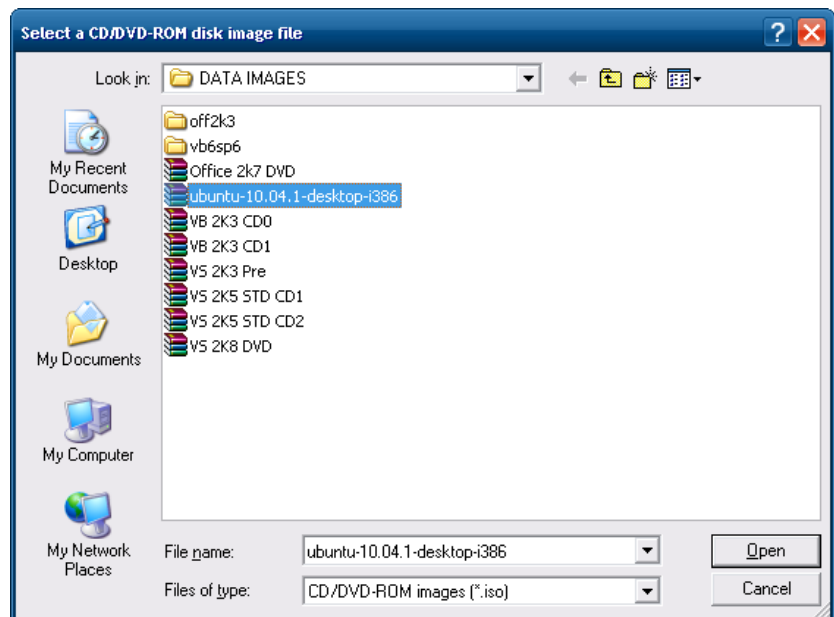 Select a CD/DVD-ROM disk image file
Look in: DATA IMAGES
My Recent
Documents
Desktop
My Documents
My Computer
My Network
Places
off2k3
vb6sp6
Office 2k7 DVD
ubuntu-10.04.1-desktop-i386
VB 2K3 CD0
VB 2K3 CD1
VS 2K3 Pre
VS 2K5 STD CD1
VS 2K5 STD CD2
VS 2K8 DVD
File name: ubuntu-10.04.1-desktop-i386 Open
Files of type: CD/DVD-ROM images (*.iso) Cancel